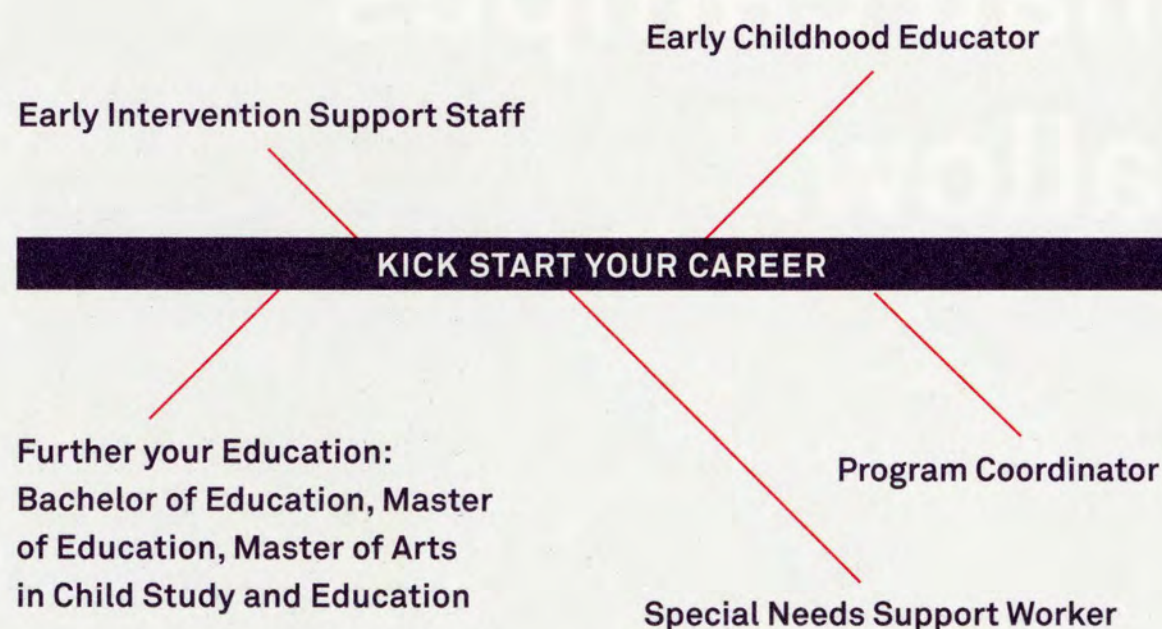 Early Childhood Educator
Early Intervention Support Staff
KICK START YOUR CAREER
Further your Education:
Bachelor of Education, Master
of Education, Master of Arts
in Child Study and Education
Program Coordinator
Special Needs Support Worker